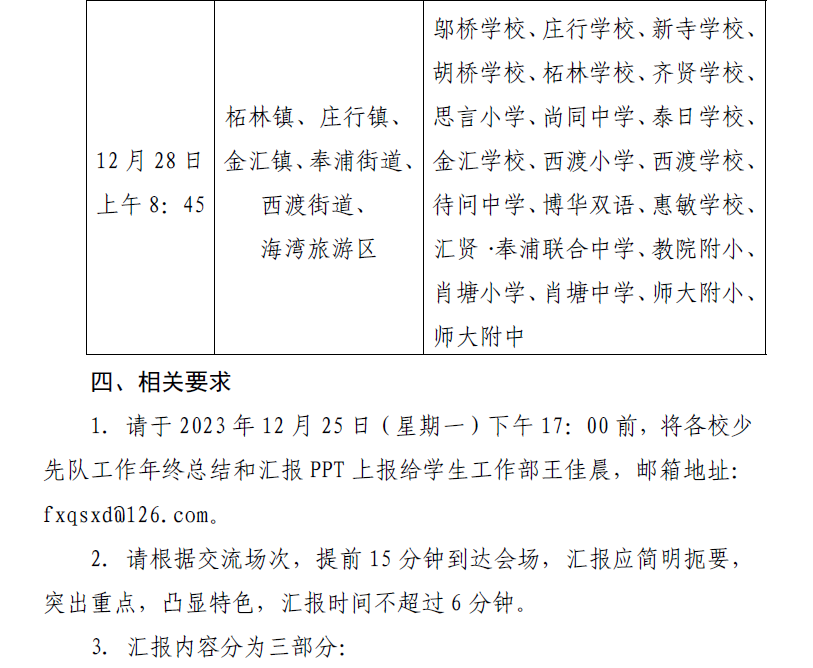 12月28日
上午8：45
柘林镇、庄行镇、
金汇镇、奉浦街道、
西渡街道、
海湾旅游区
邬桥学校、庄行学校、新寺学校、
胡桥学校、柘林学校、齐贤学校、
思言小学、尚同中学、泰日学校、
金汇学校、西渡小学、西渡学校、
待问中学、博华双语、惠敏学校、
汇贤·奉浦联合中学、教院附小、
肖塘小学、肖塘中学、师大附小、
师大附中
四、相关要求
1. 请于2023年12月25日（星期一）下午17：00前，将各校少
先队工作年终总结和汇报PPT上报给学生工作部王佳晨，邮箱地址：
fxqsxd@126.com。
2. 请根据交流场次，提前15分钟到达会场，汇报应简明扼要，
突出重点，凸显特色，汇报时间不超过6分钟。
3. 汇报内容分为三部分：